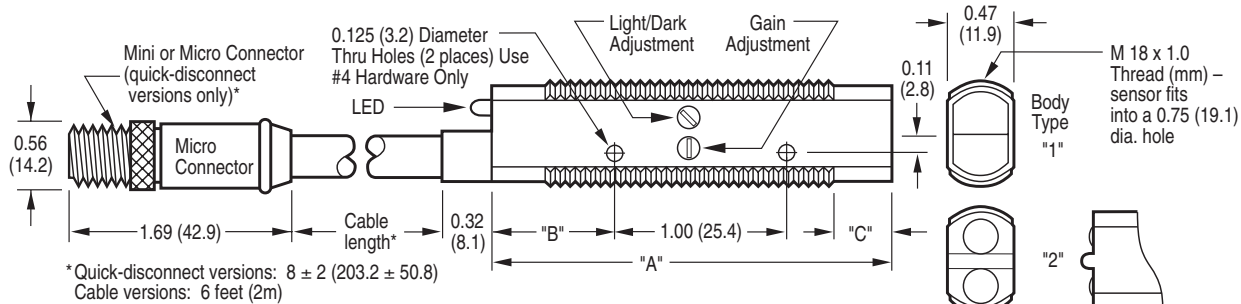 Mini or Micro Connector
(quick-disconnect
versions only)*
0.125 (3.2) Diameter
Thru Holes (2 places) Use
#4 Hardware Only
LED
Light/Dark
Adjustment
Gain
Adjustment
0.47
(11.9)
0.11
(2.8)
M 18 x 1.0
Thread (mm) –
sensor fits
into a 0.75 (19.1)
dia. hole
Body
Type
"1"
0.56
(14.2)
Micro
Connector
1.69 (42.9)
Cable
length*
0.32
(8.1)
"B"
1.00 (25.4)
"C"
"A"
"2"
*Quick-disconnect versions: 8 ± 2 (203.2 ± 50.8)
Cable versions: 6 feet (2m)